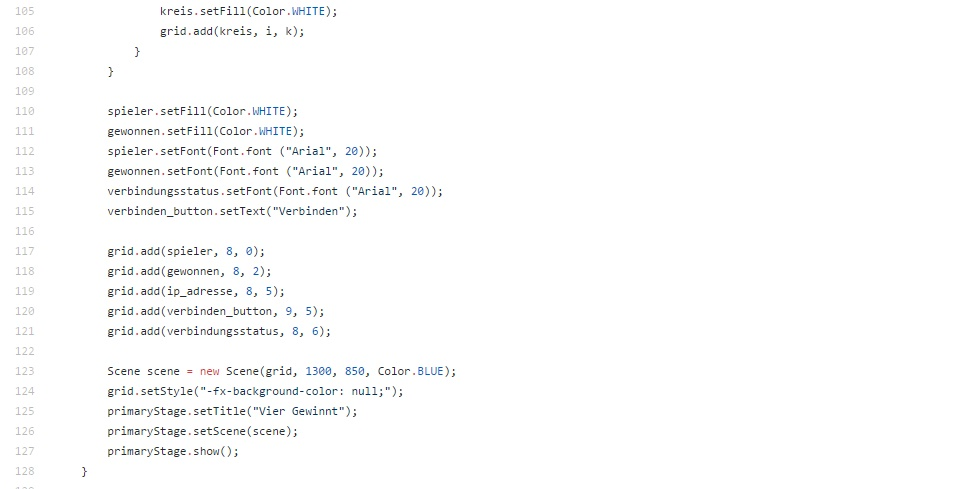 105                 kreis.setFill(Color.WHITE);
106                 grid.add(kreis, i, k);
107             }
108         }
109
110         spieler.setFill(Color.WHITE);
111         gewonnen.setFill(Color.WHITE);
112         spieler.setFont(Font.font ("Arial", 20));
113         gewonnen.setFont(Font.font ("Arial", 20));
114         verbindungsstatus.setFont(Font.font ("Arial", 20));
115         verbinden_button.setText("Verbinden");
116
117         grid.add(spieler, 8, 0);
118         grid.add(gewonnen, 8, 2);
119         grid.add(ip_adresse, 8, 5);
120         grid.add(verbinden_button, 9, 5);
121         grid.add(verbindungsstatus, 8, 6);
122
123         Scene scene = new Scene(grid, 1300, 850, Color.BLUE);
124         grid.setStyle("-fx-background-color: null;");
125         primaryStage.setTitle("Vier Gewinnt");
126         primaryStage.setScene(scene);
127         primaryStage.show();
128     }